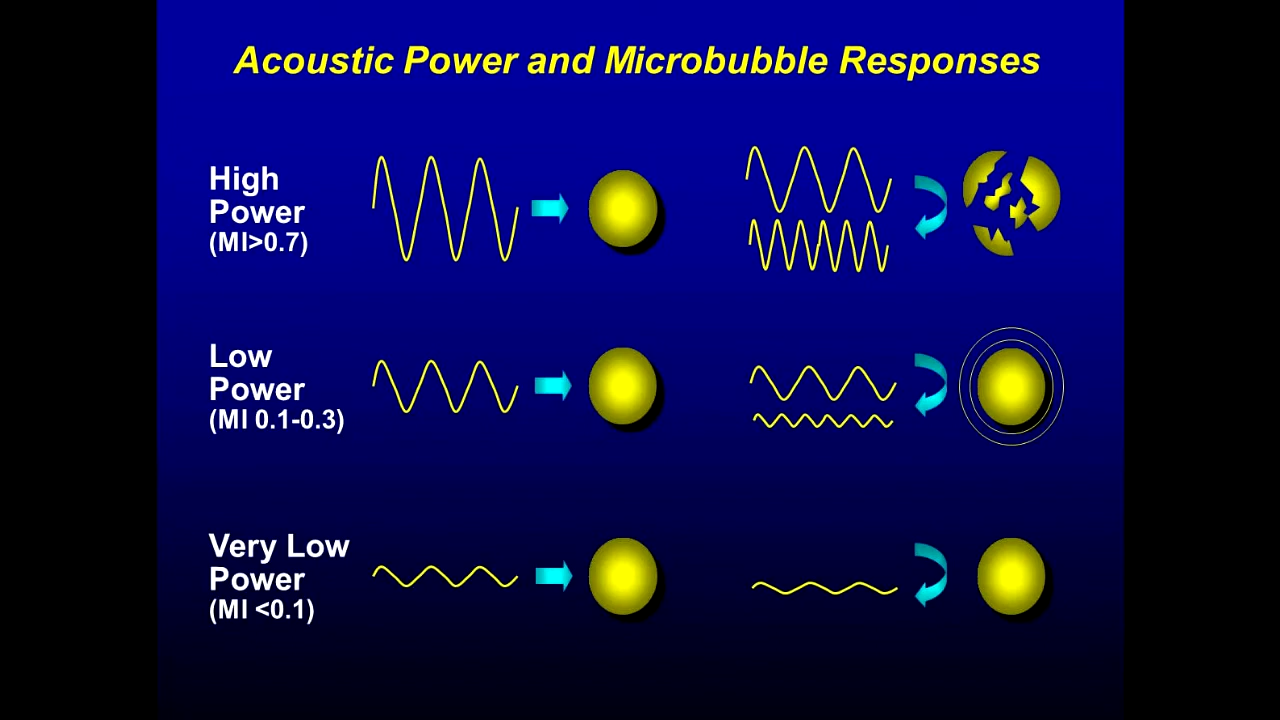 Acoustic Power and Microbubble Responses
High
Power
(MI>0.7)
Low
Power
(MI 0.1-0.3)
Very Low
Power
(MI <0.1)